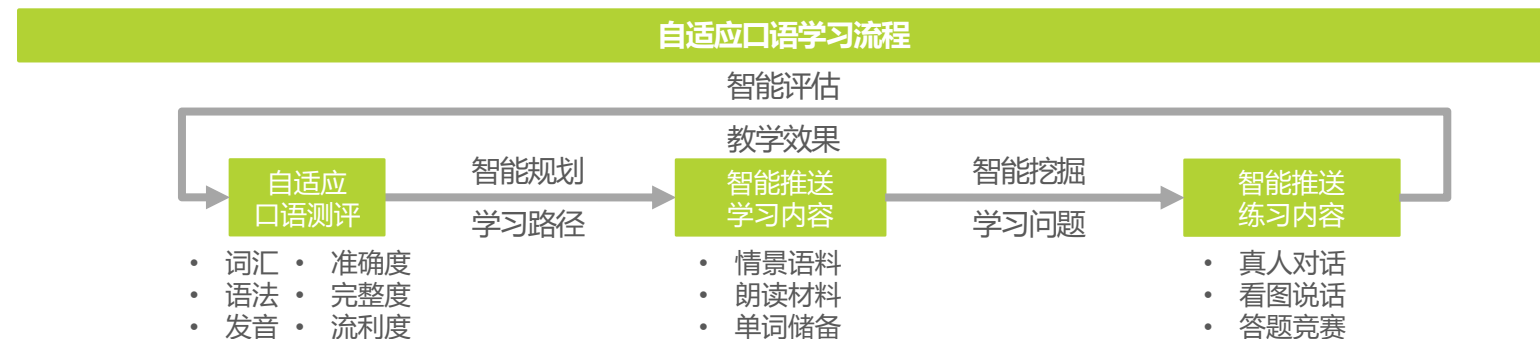 自适应口语学习流程
智能评估
教学效果
自适应
口语测评
智能规划
学习路径
智能推送
学习内容
智能挖掘
学习问题
智能推送
练习内容
• 词汇 • 准确度
• 语法 • 完整度
• 发音 • 流利度
• 情景语料
• 朗读材料
• 单词储备
• 真人对话
• 看图说话
• 答题竞赛